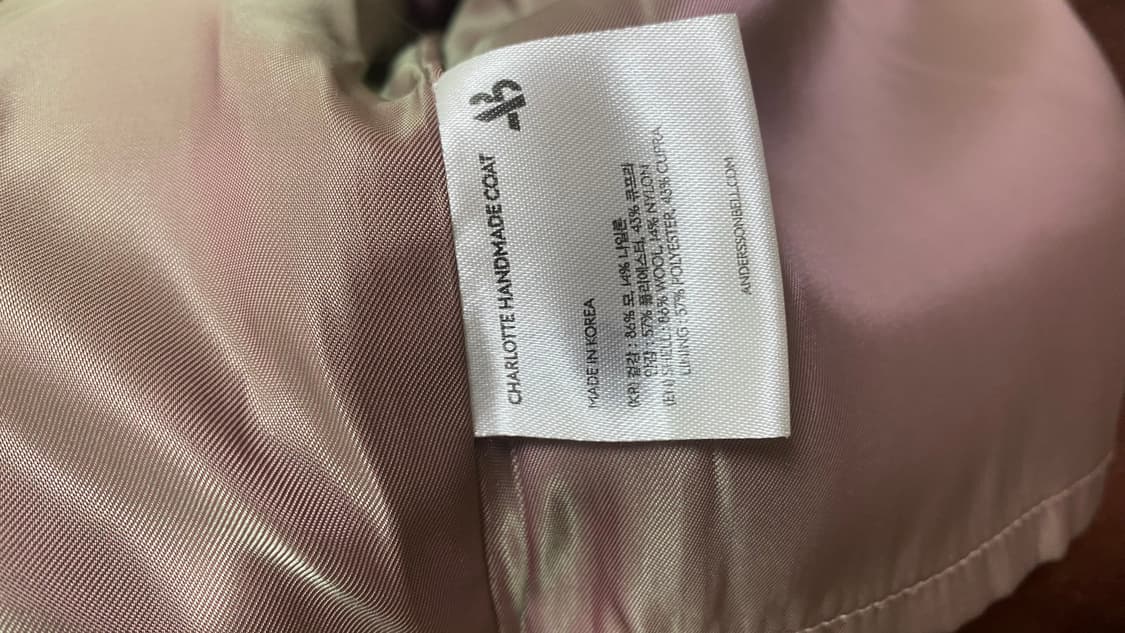 CHARLOTTE HANDMADE COAT
MADE IN KOREA
(KR) 겉감 : 86% 모, 14% 나일론
안감 : 57% 폴리에스터, 43% 큐프라
(EN) SHELL : 86% WOOL, 14% NYLON
LINING : 57% POLYESTER, 43% CUPRA
ANDERSSONBELL.COM